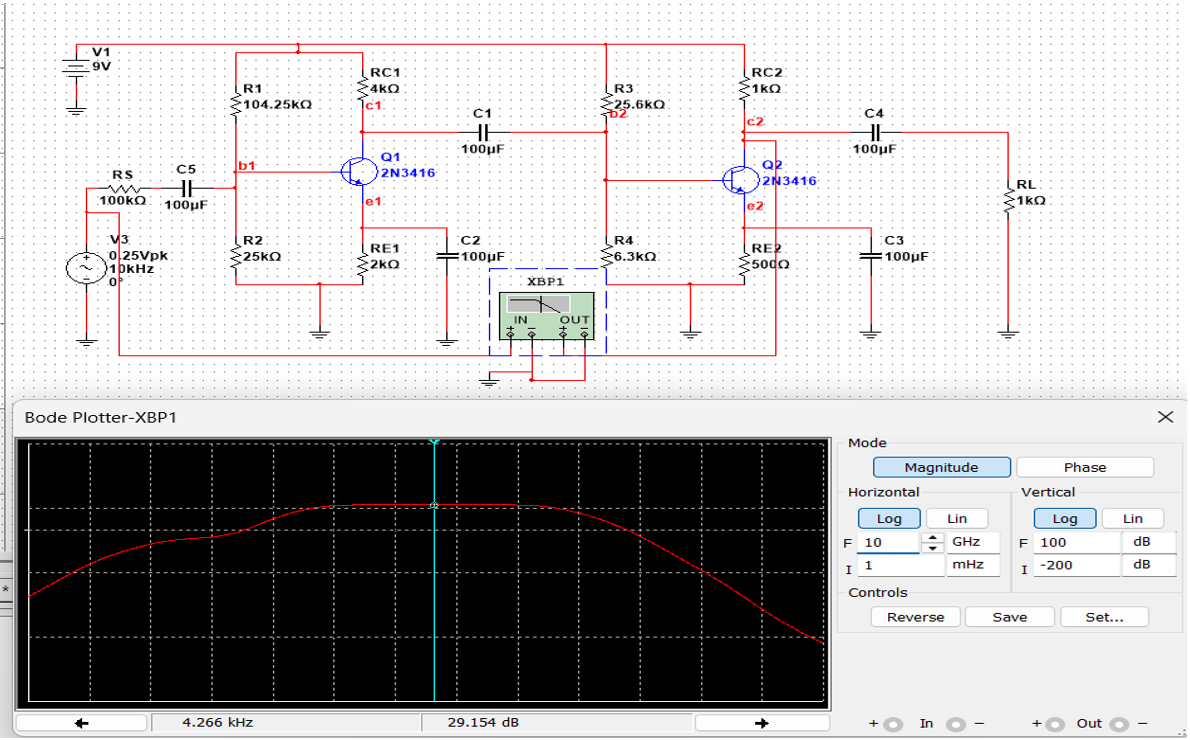 V1
9V
R1
104.25kΩ
RC1
4kΩ
c1
C1
100µF
R3
25.6kΩ
b2
RC2
1kΩ
c2
C4
100µF
Q1
2N3416
b1
e1
RS
100kΩ
C5
100µF
Q2
2N3416
e2
RL
1kΩ
V3
0.25Vpk
10kHz
0°
R2
25kΩ
RE1
2kΩ
C2
100µF
R4
6.3kΩ
RE2
500Ω
C3
100µF
XBP1
IN OUT
+ − + −
*
Bode Plotter-XBP1
Mode
Magnitude Phase
Horizontal Vertical
Log Lin Log Lin
F 10 GHz F 100 dB
I 1 mHz I -200 dB
Controls
Reverse Save Set...
4.266 kHz 29.154 dB
+ In − + Out −